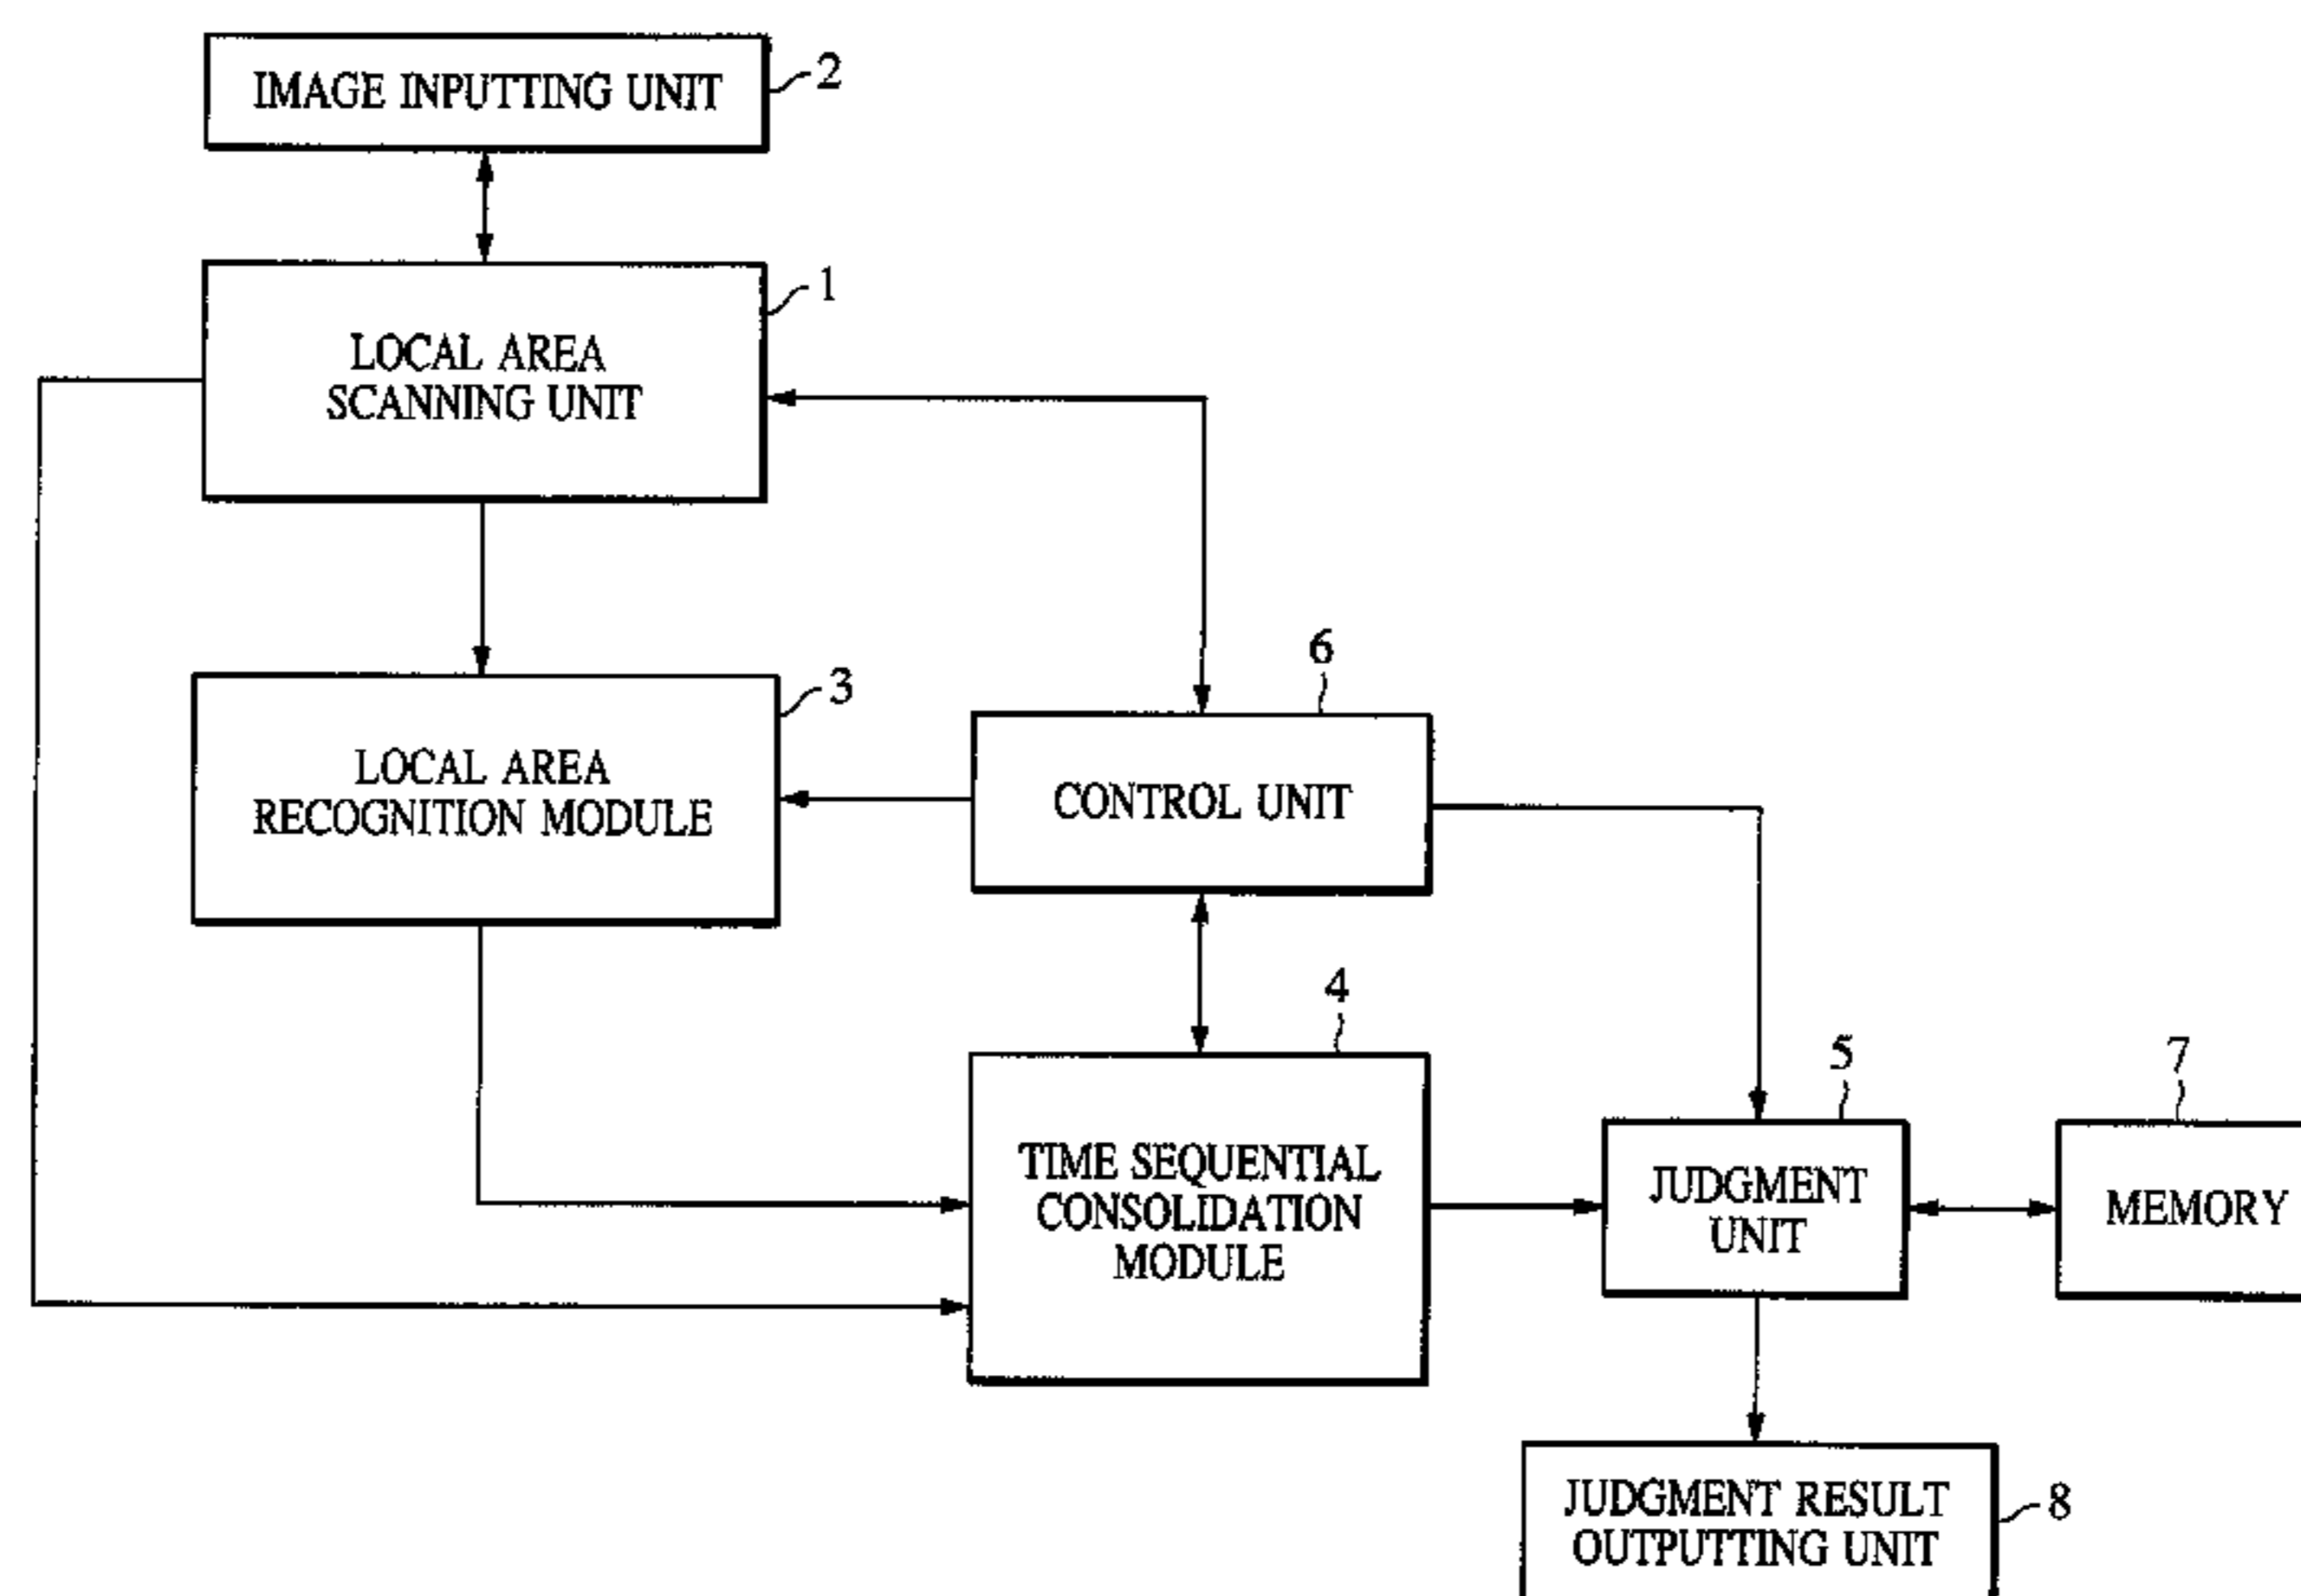 IMAGE INPUTTING UNIT
2
1
LOCAL AREA
SCANNING UNIT
3
LOCAL AREA
RECOGNITION MODULE
6
CONTROL UNIT
4
TIME SEQUENTIAL
CONSOLIDATION
MODULE
5
JUDGMENT
UNIT
7
MEMORY
JUDGMENT RESULT
OUTPUTTING UNIT
8